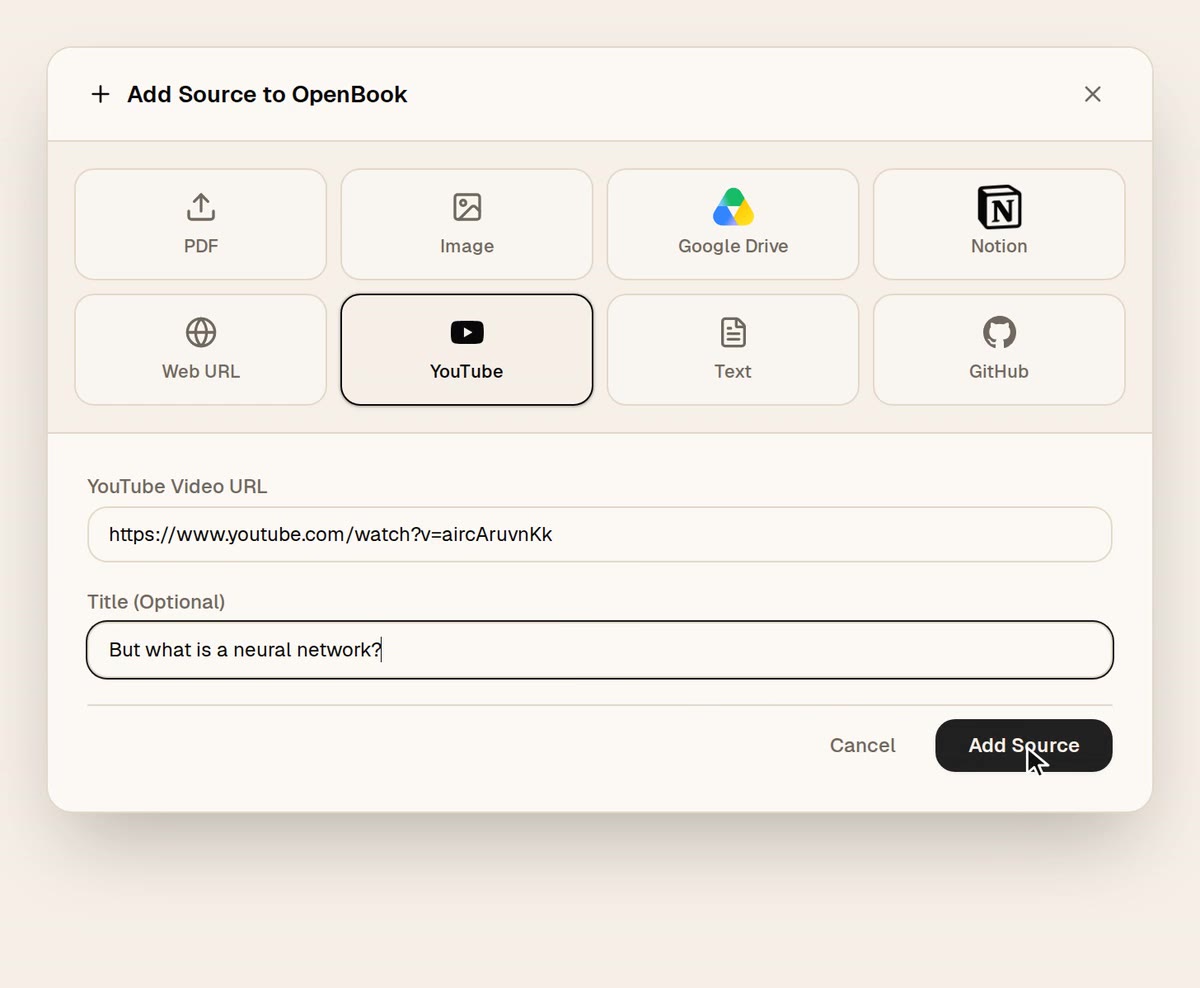 Add Source to OpenBook
PDF
Image
Google Drive
Notion
Web URL
YouTube
Text
GitHub
YouTube Video URL
https://www.youtube.com/watch?v=aircAruvnKk
Title (Optional)
But what is a neural network?
Cancel
Add Source